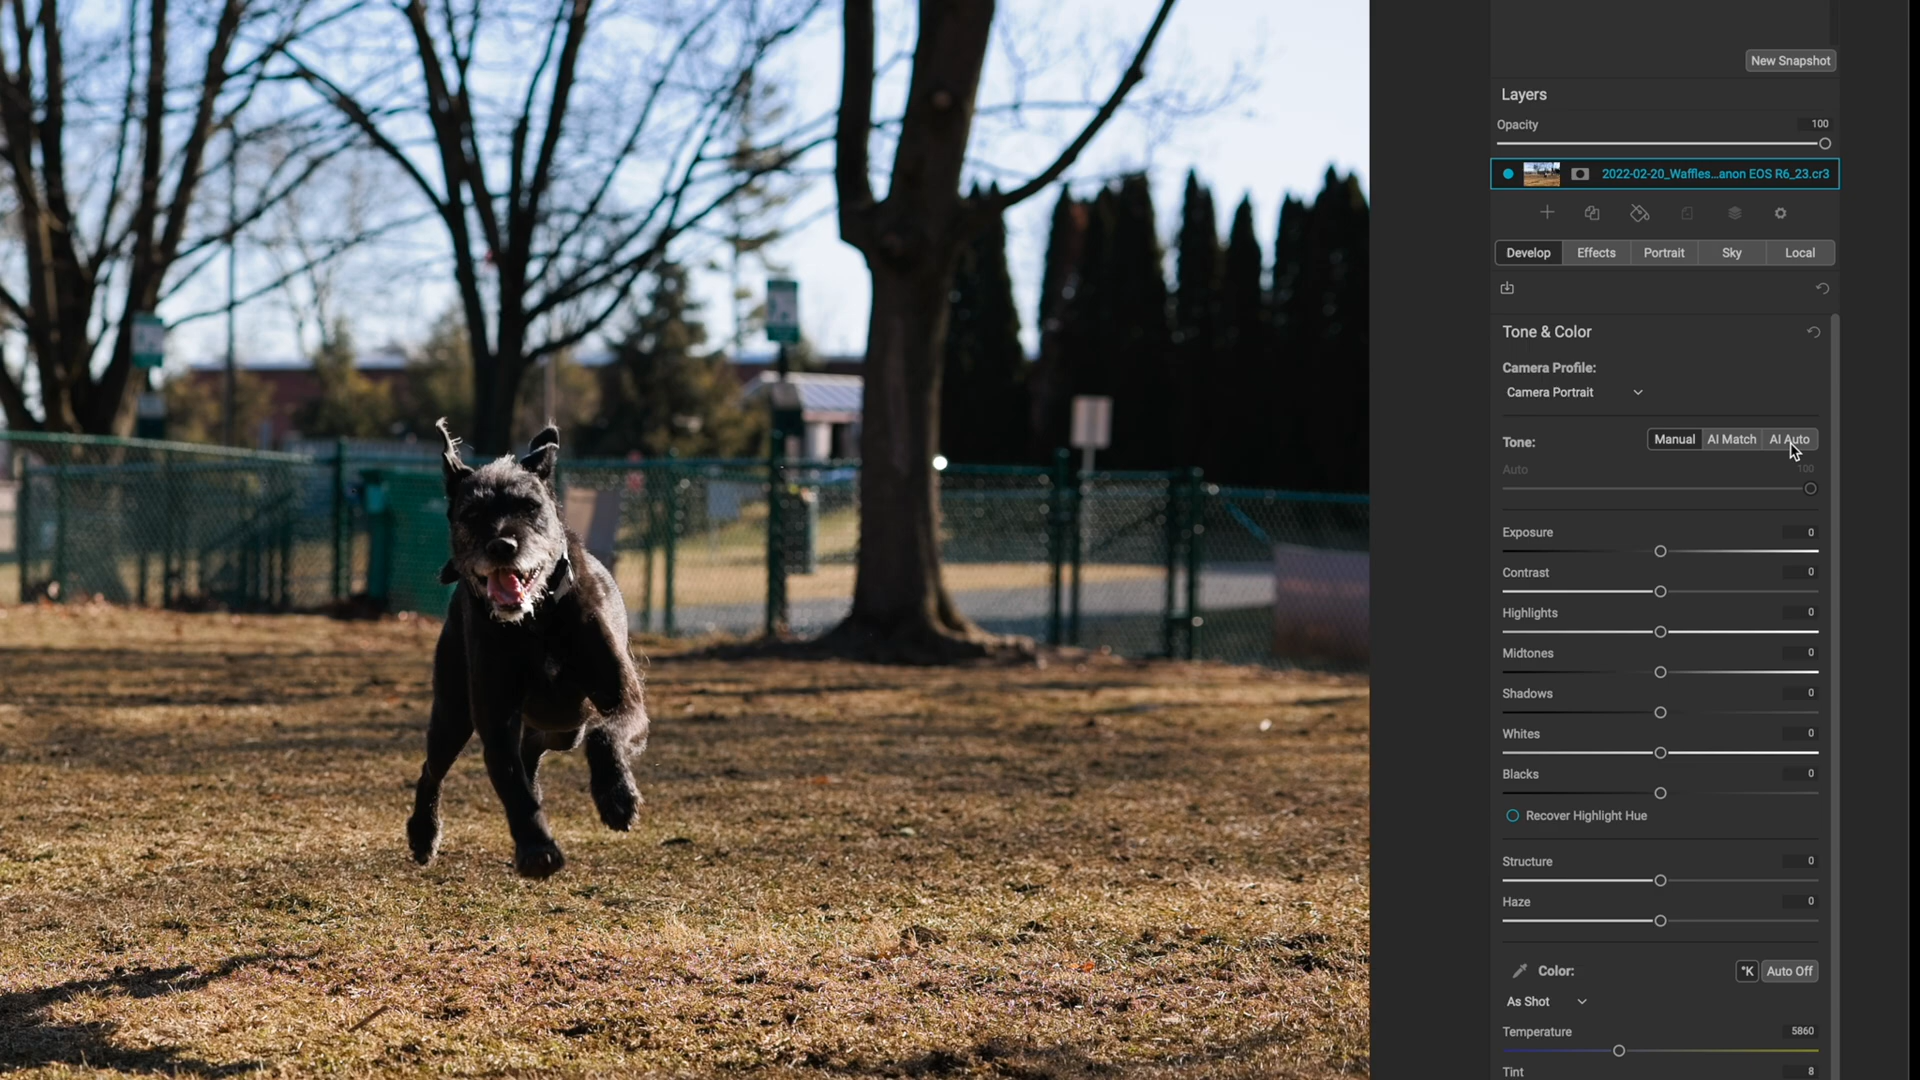 New Snapshot
Layers
Opacity 100
2022-02-20_Waffles...anon EOS R6_23.cr3
Develop Effects Portrait Sky Local
Tone & Color
Camera Profile:
Camera Portrait
Tone: Manual AI Match AI Auto
Auto 100
Exposure 0
Contrast 0
Highlights 0
Midtones 0
Shadows 0
Whites 0
Blacks 0
Recover Highlight Hue
Structure 0
Haze 0
Color: °K Auto Off
As Shot
Temperature 5860
Tint 8